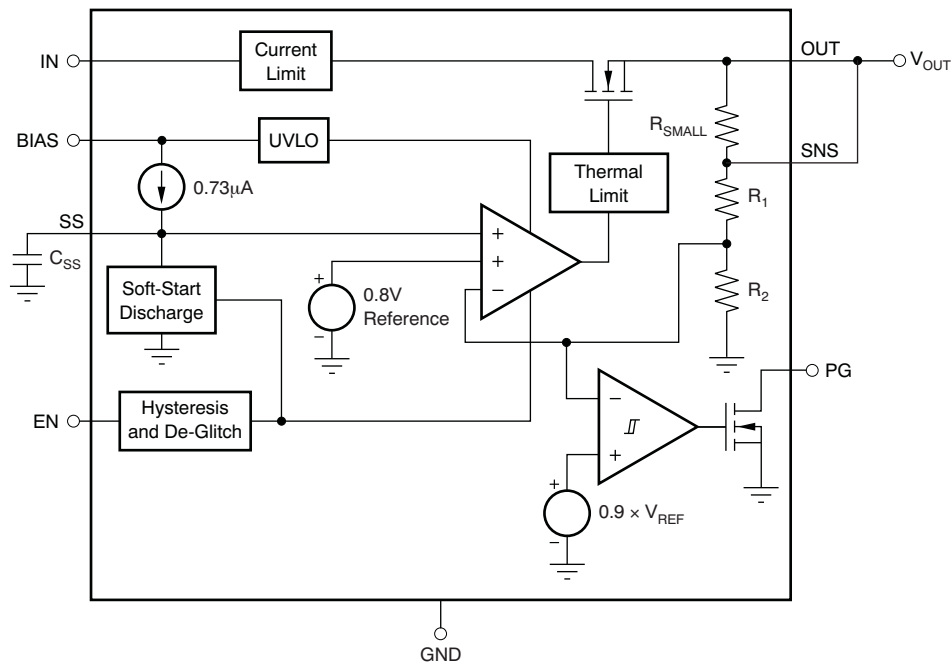 IN
Current
Limit
OUT
V_OUT
BIAS
UVLO
R_SMALL
SNS
0.73µA
Thermal
Limit
R_1
SS
C_SS
Soft-Start
Discharge
+
+
−
+
0.8V
Reference
−
R_2
PG
EN
Hysteresis
and De-Glitch
−
+
+
0.9 × V_REF
−
GND